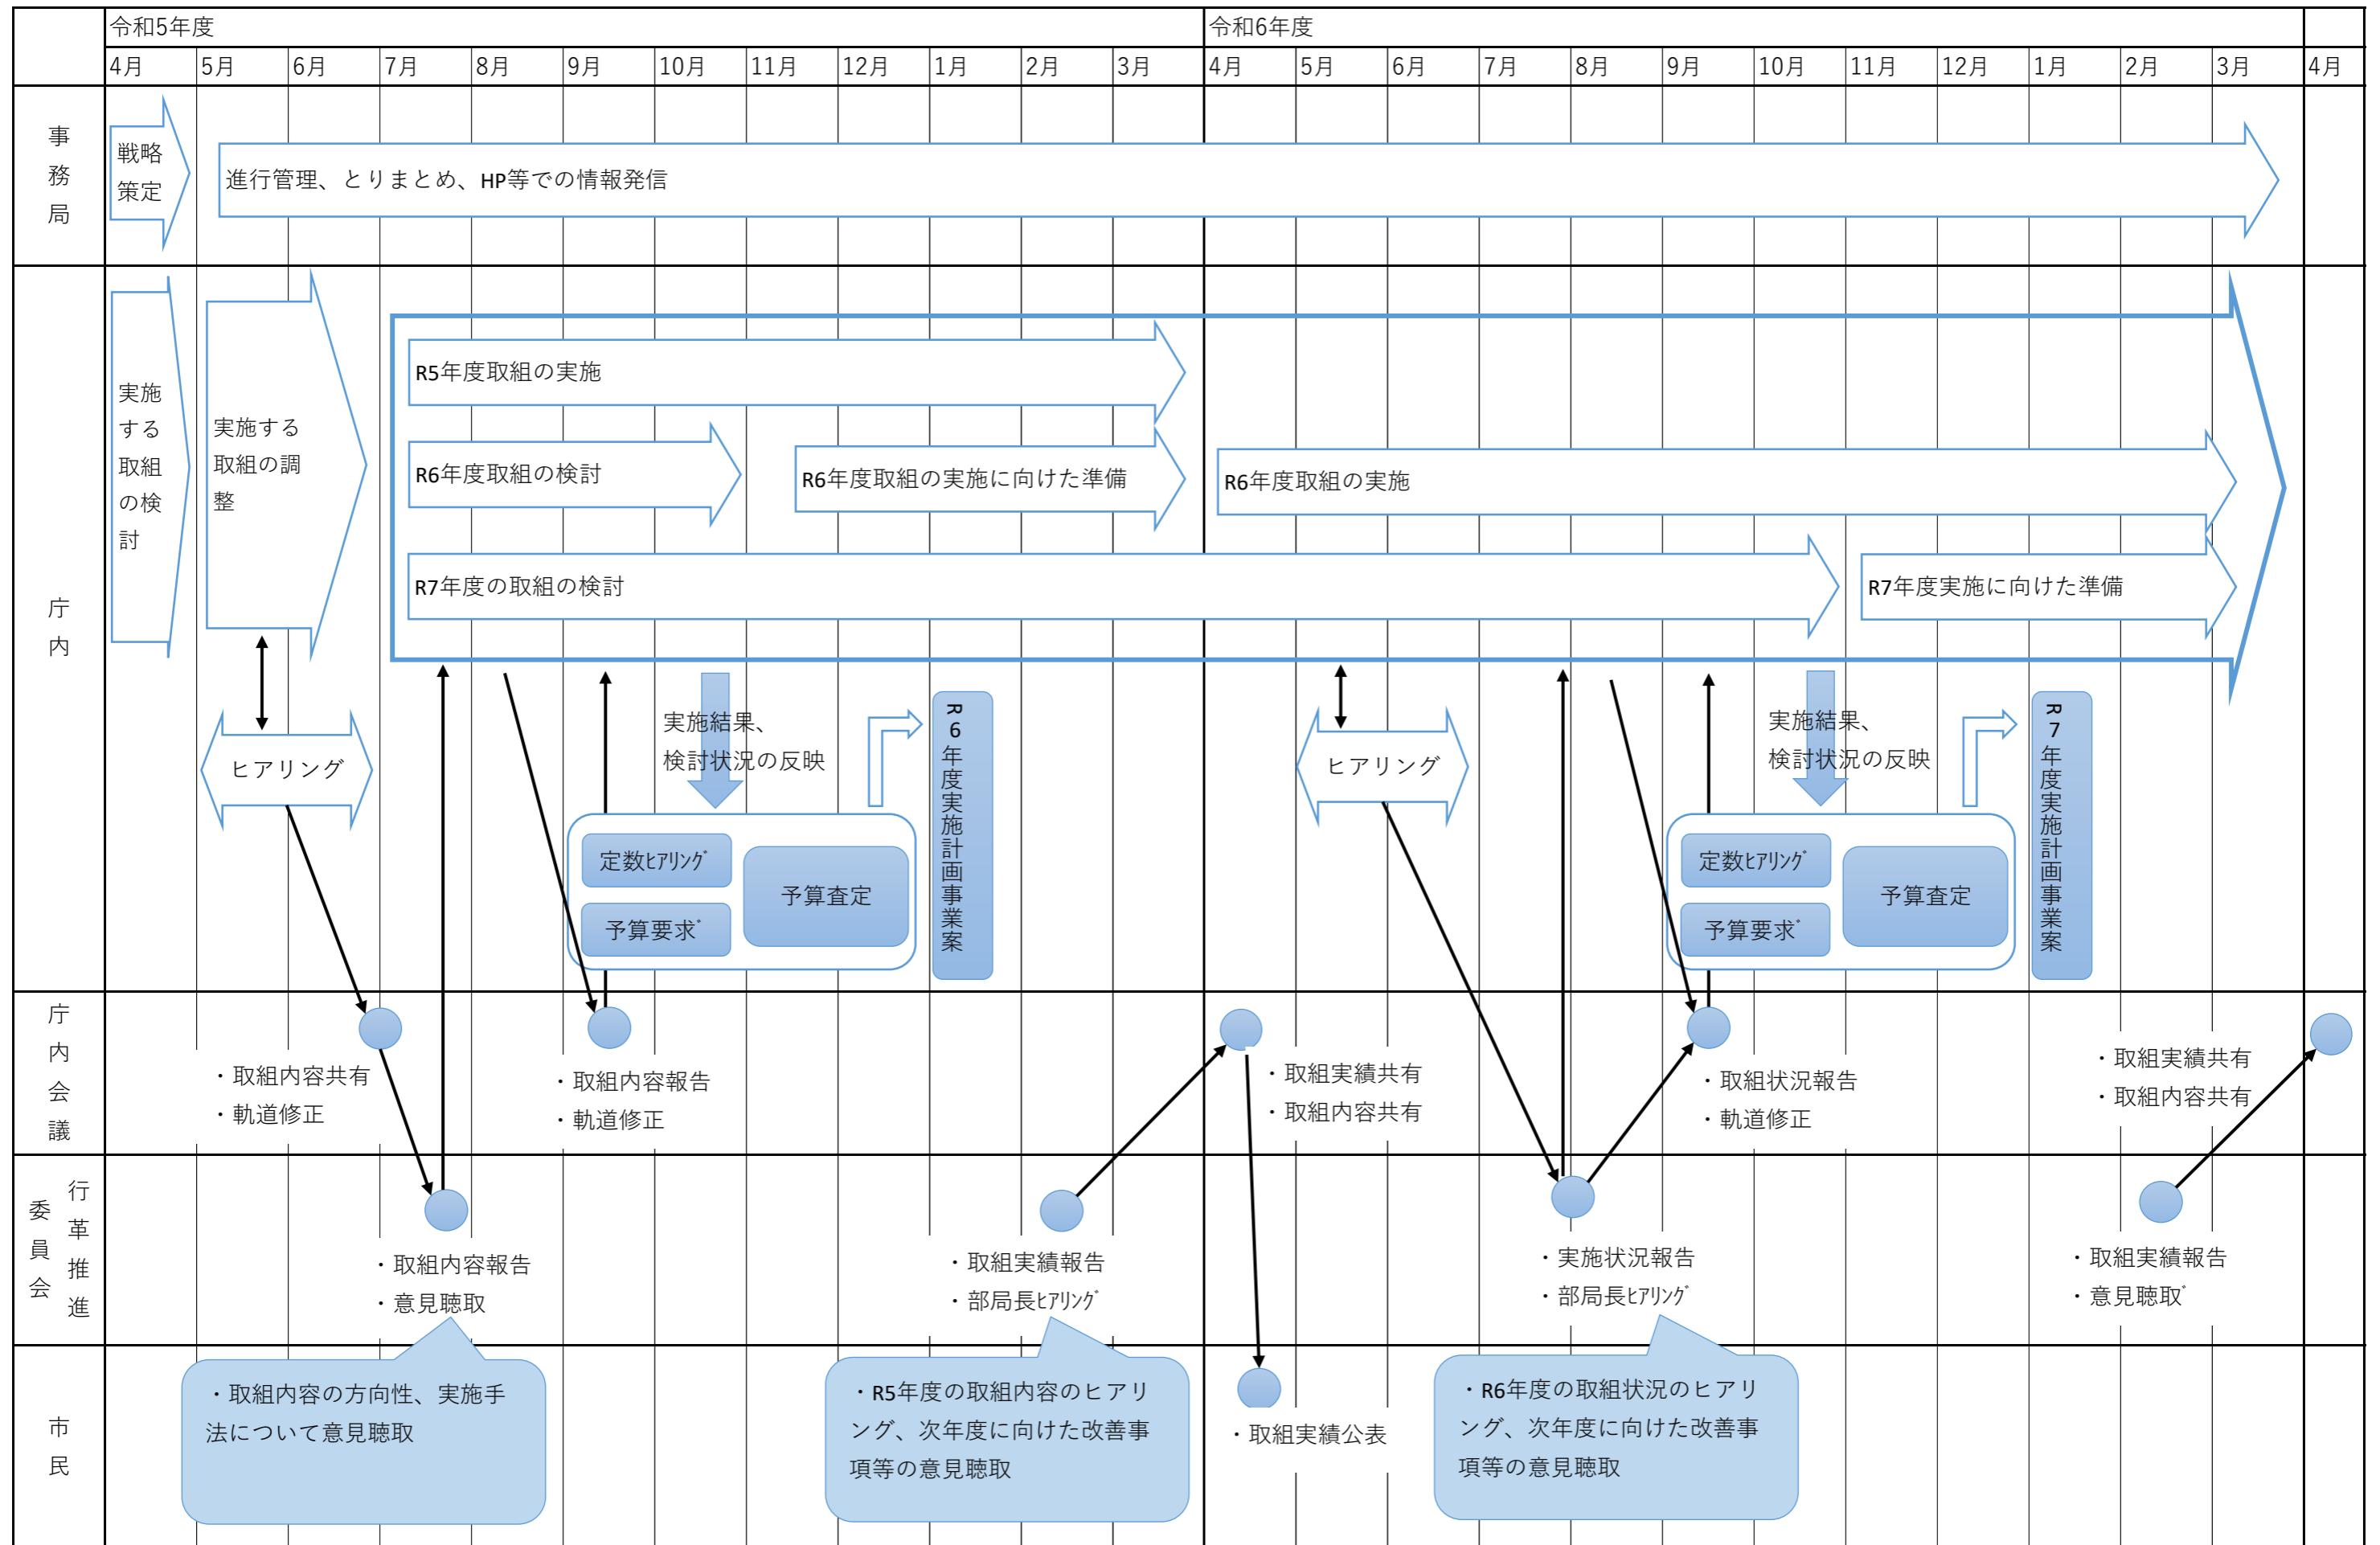 令和5年度
令和6年度
4月 5月 6月 7月 8月 9月 10月 11月 12月 1月 2月 3月 4月 5月 6月 7月 8月 9月 10月 11月 12月 1月 2月 3月 4月
事務局
戦略
策定
進行管理、とりまとめ、HP等での情報発信
庁内
実施
する
取組
の検
討
実施する
取組の調
整
R5年度取組の実施
R6年度取組の検討
R6年度取組の実施に向けた準備
R6年度取組の実施
R7年度の取組の検討
R7年度実施に向けた準備
ヒアリング
実施結果、
検討状況の反映
定数ﾋｱﾘﾝｸﾞ
予算要求ﾞ
予算査定
R6年度実施計画事業案
ヒアリング
実施結果、
検討状況の反映
定数ﾋｱﾘﾝｸﾞ
予算要求ﾞ
予算査定
R7年度実施計画事業案
庁内会議
・取組内容共有
・軌道修正
・取組内容報告
・軌道修正
・取組実績共有
・取組内容共有
・取組状況報告
・軌道修正
・取組実績共有
・取組内容共有
行革推進
委員会
・取組内容報告
・意見聴取
・取組実績報告
・部局長ﾋｱﾘﾝｸﾞ
・実施状況報告
・部局長ﾋｱﾘﾝｸﾞ
・取組実績報告
・意見聴取ﾞ
市民
・取組内容の方向性、実施手
法について意見聴取
・R5年度の取組内容のヒアリ
ング、次年度に向けた改善事
項等の意見聴取
・取組実績公表
・R6年度の取組状況のヒアリ
ング、次年度に向けた改善事
項等の意見聴取